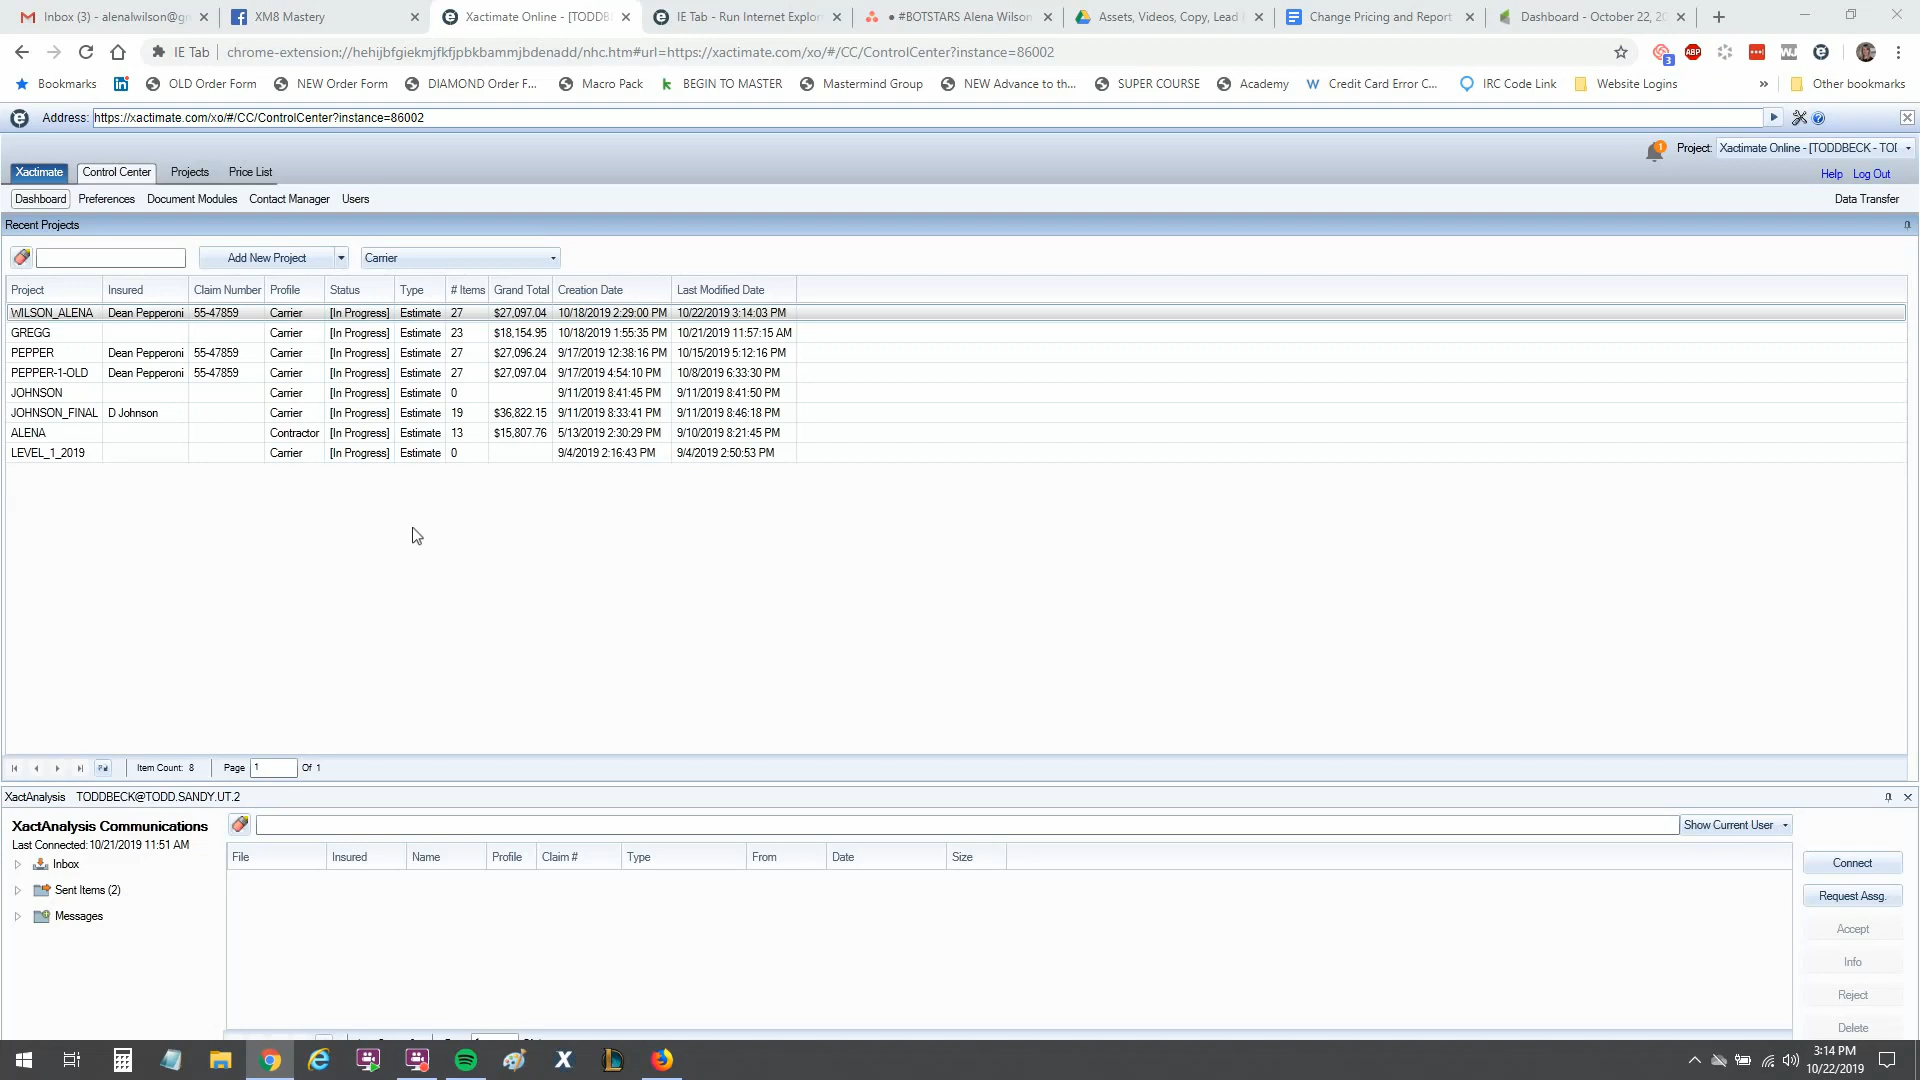 Inbox (3) - alenalwilson@gn
XM8 Mastery
Xactimate Online - [TODDB
IE Tab - Run Internet Explor
● #BOTSTARS Alena Wilson
Assets, Videos, Copy, Lead
Change Pricing and Report
Dashboard - October 22, 20
IE Tab
chrome-extension://hehijbfgiekmjfkfjpbkbammjbdenadd/nhc.htm#url=https://xactimate.com/xo/#/CC/ControlCenter?instance=86002
3
ABP
Bookmarks
OLD Order Form
NEW Order Form
DIAMOND Order F...
Macro Pack
BEGIN TO MASTER
Mastermind Group
NEW Advance to th...
SUPER COURSE
Academy
Credit Card Error C...
IRC Code Link
Website Logins
»
Other bookmarks
Address: https://xactimate.com/xo/#/CC/ControlCenter?instance=86002
1
Project: Xactimate Online - [TODDBECK - TO
Xactimate Control Center Projects Price List
Help Log Out
Dashboard Preferences Document Modules Contact Manager Users
Data Transfer
Recent Projects
Add New Project
Carrier
Project Insured Claim Number Profile Status Type # Items Grand Total Creation Date Last Modified Date
WILSON_ALENA Dean Pepperoni 55-47859 Carrier [In Progress] Estimate 27 $27,097.04 10/18/2019 2:29:00 PM 10/22/2019 3:14:03 PM
GREGG Carrier [In Progress] Estimate 23 $18,154.95 10/18/2019 1:55:35 PM 10/21/2019 11:57:15 AM
PEPPER Dean Pepperoni 55-47859 Carrier [In Progress] Estimate 27 $27,096.24 9/17/2019 12:38:16 PM 10/15/2019 5:12:16 PM
PEPPER-1-OLD Dean Pepperoni 55-47859 Carrier [In Progress] Estimate 27 $27,097.04 9/17/2019 4:54:10 PM 10/8/2019 6:33:30 PM
JOHNSON Carrier [In Progress] Estimate 0 9/11/2019 8:41:45 PM 9/11/2019 8:41:50 PM
JOHNSON_FINAL D Johnson Carrier [In Progress] Estimate 19 $36,822.15 9/11/2019 8:33:41 PM 9/11/2019 8:46:18 PM
ALENA Contractor [In Progress] Estimate 13 $15,807.76 5/13/2019 2:30:29 PM 9/10/2019 8:21:45 PM
LEVEL_1_2019 Carrier [In Progress] Estimate 0 9/4/2019 2:16:43 PM 9/4/2019 2:50:53 PM
Item Count: 8 Page 1 Of 1
XactAnalysis TODDBECK@TODD.SANDY.UT.2
XactAnalysis Communications
Last Connected:10/21/2019 11:51 AM
Show Current User
Inbox
Sent Items (2)
Messages
File Insured Name Profile Claim # Type From Date Size
Connect
Request Assg.
Accept
Info
Reject
Delete
3:14 PM
10/22/2019